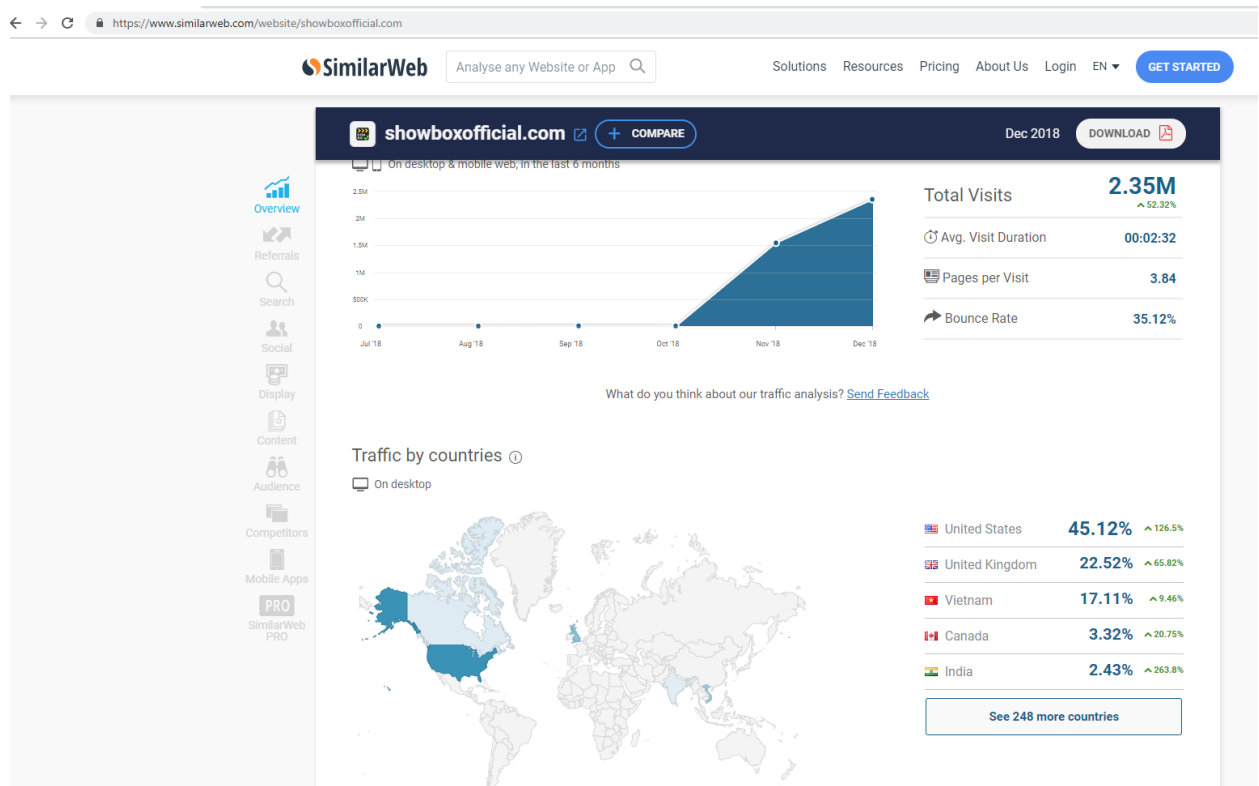 https://www.similarweb.com/website/showboxofficial.com
SimilarWeb Analyse any Website or App Solutions Resources Pricing About Us Login EN GET STARTED
showboxofficial.com + COMPARE Dec 2018 DOWNLOAD
On desktop & mobile web, in the last 6 months
Overview
Referrals
Search
Social
Display
Content
Audience
Competitors
Mobile Apps
PRO
SimilarWeb
PRO
2.5M
2M
1.5M
1M
500K
0
Jul '18 Aug '18 Sep '18 Oct '18 Nov '18 Dec '18
Total Visits 2.35M
52.32%
Avg. Visit Duration 00:02:32
Pages per Visit 3.84
Bounce Rate 35.12%
What do you think about our traffic analysis? Send Feedback
Traffic by countries
On desktop
United States 45.12% 126.5%
United Kingdom 22.52% 65.82%
Vietnam 17.11% 9.46%
Canada 3.32% 20.75%
India 2.43% 263.8%
See 248 more countries